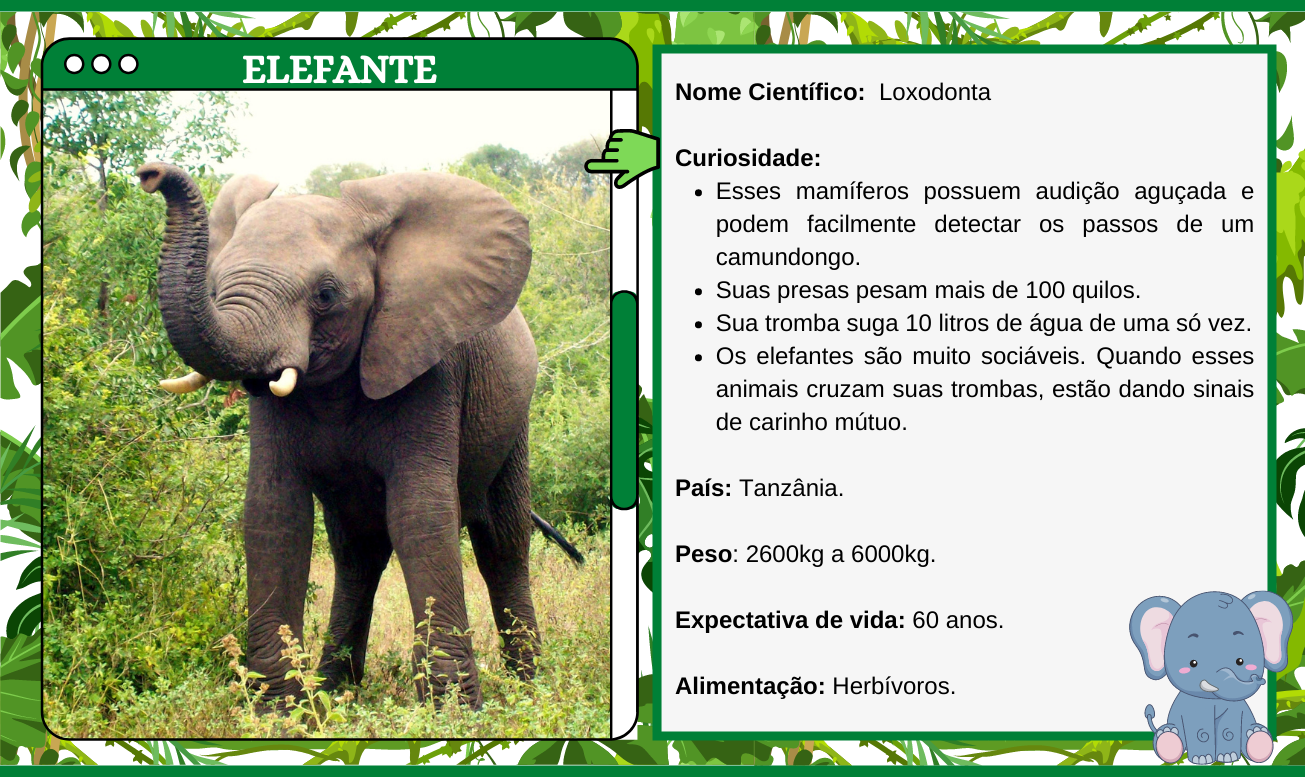 ELEFANTE
Nome Científico: Loxodonta
Curiosidade:
• Esses mamíferos possuem audição aguçada e
podem facilmente detectar os passos de um
camundongo.
• Suas presas pesam mais de 100 quilos.
• Sua tromba suga 10 litros de água de uma só vez.
• Os elefantes são muito sociáveis. Quando esses
animais cruzam suas trombas, estão dando sinais
de carinho mútuo.
País: Tanzânia.
Peso: 2600kg a 6000kg.
Expectativa de vida: 60 anos.
Alimentação: Herbívoros.